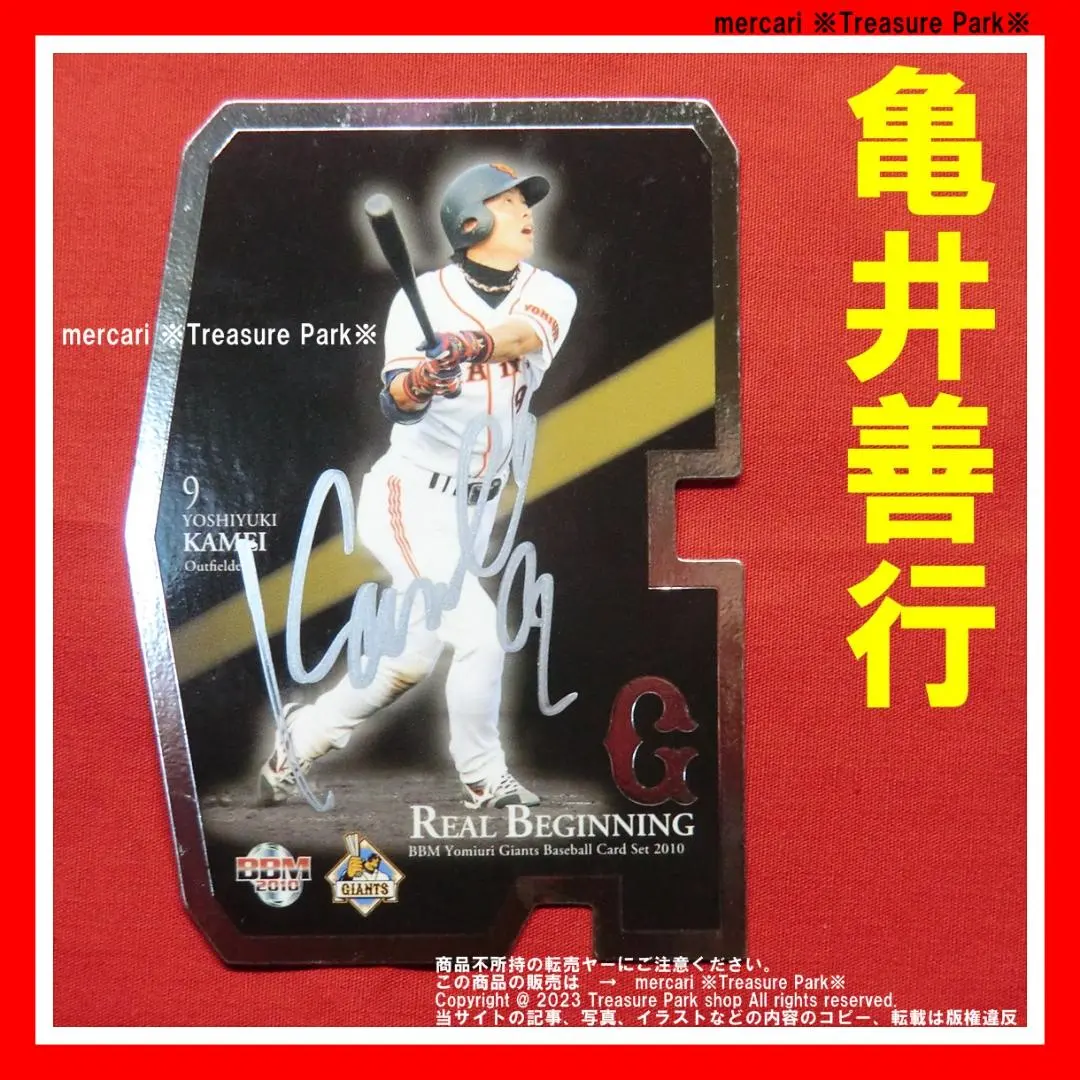 mercari ※Treasure Park※
亀井善行
mercari ※Treasure Park※
9
YOSHIYUKI
KAMEI
Outfielder
REAL BEGINNING
BBM Yomiuri Giants Baseball Card Set 2010
G
BBM
2010
GIANTS
商品不所持の転売ヤーにご注意ください。
この商品の販売は → mercari ※Treasure Park※
Copyright @ 2023 Treasure Park shop All rights reserved.
当サイトの記事、写真、イラストなどの内容のコピー、転載は版権違反